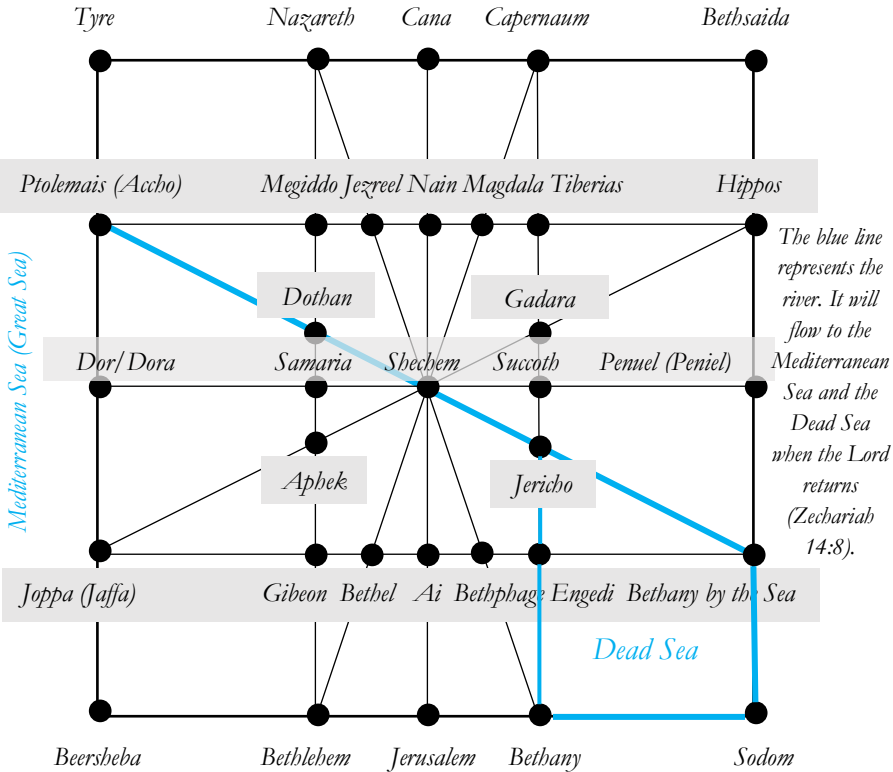 Tyre Nazareth Cana Capernaum Bethsaida
Ptolemais (Accho) Megiddo Jezreel Nain Magdala Tiberias Hippos
Mediterranean Sea (Great Sea)
The blue line
represents the
river. It will
flow to the
Mediterranean
Sea and the
Dead Sea
when the Lord
returns
(Zechariah
14:8).
Dothan Gadara
Dor/Dora Samaria Shechem Succoth Penuel (Peniel)
Aphek Jericho
Joppa (Jaffa) Gibeon Bethel Ai Bethphage Engedi Bethany by the Sea
Dead Sea
Beersheba Bethlehem Jerusalem Bethany Sodom